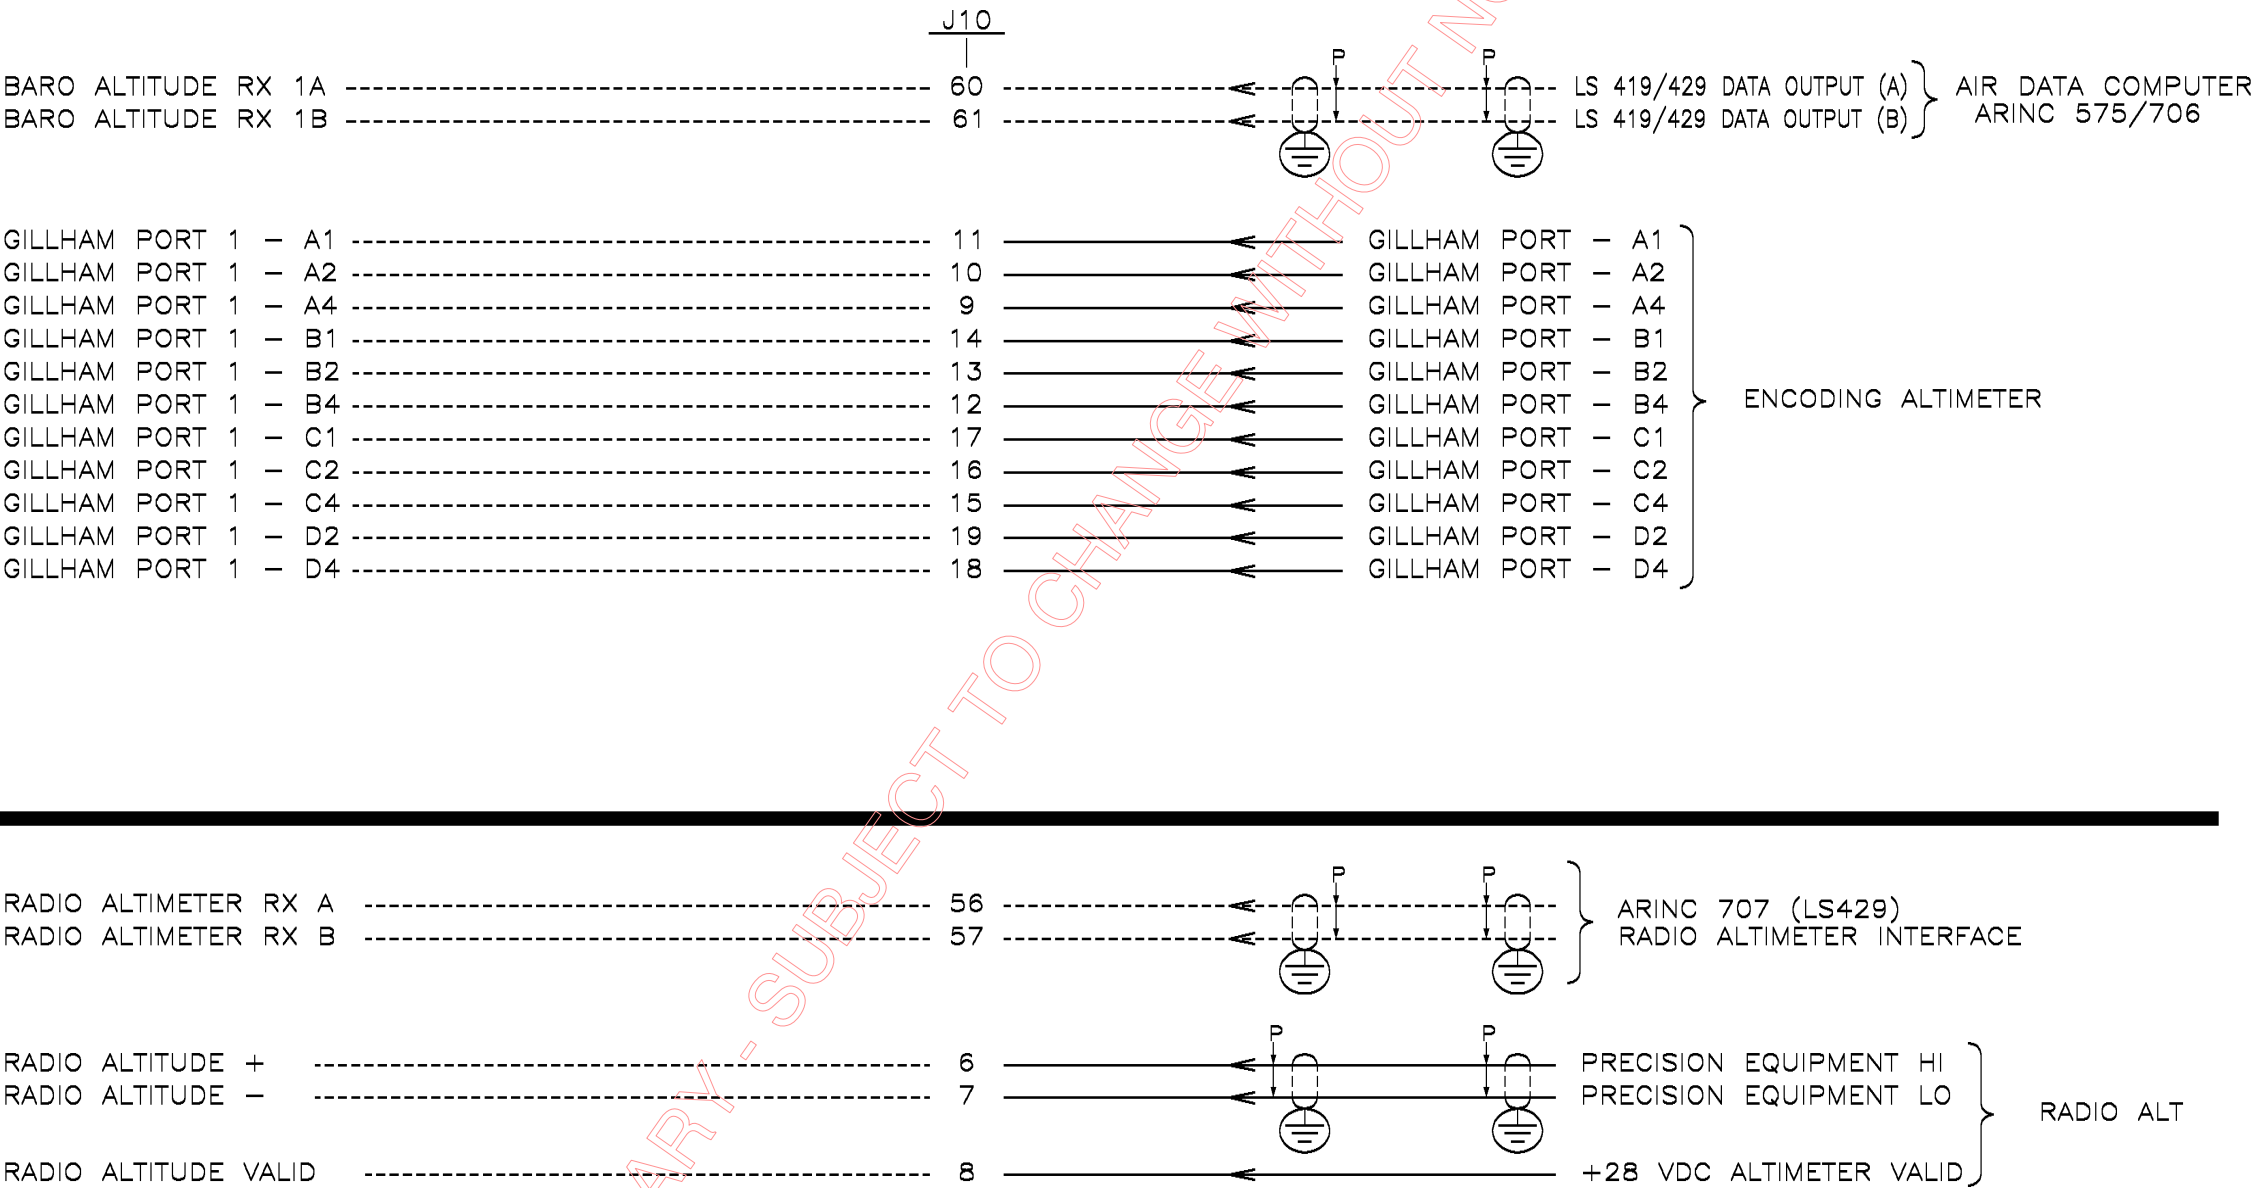 J10
P P
BARO ALTITUDE RX 1A 60 LS 419/429 DATA OUTPUT (A) AIR DATA COMPUTER
BARO ALTITUDE RX 1B 61 LS 419/429 DATA OUTPUT (B) ARINC 575/706
GILLHAM PORT 1 – A1 11 GILLHAM PORT – A1
GILLHAM PORT 1 – A2 10 GILLHAM PORT – A2
GILLHAM PORT 1 – A4 9 GILLHAM PORT – A4
GILLHAM PORT 1 – B1 14 GILLHAM PORT – B1
GILLHAM PORT 1 – B2 13 GILLHAM PORT – B2
ENCODING ALTIMETER
GILLHAM PORT 1 – B4 12 GILLHAM PORT – B4
GILLHAM PORT 1 – C1 17 GILLHAM PORT – C1
GILLHAM PORT 1 – C2 16 GILLHAM PORT – C2
GILLHAM PORT 1 – C4 15 GILLHAM PORT – C4
GILLHAM PORT 1 – D2 19 GILLHAM PORT – D2
GILLHAM PORT 1 – D4 18 GILLHAM PORT – D4
P P
RADIO ALTIMETER RX A 56 ARINC 707 (LS429)
RADIO ALTIMETER RX B 57 RADIO ALTIMETER INTERFACE
P P
RADIO ALTITUDE + 6 PRECISION EQUIPMENT HI
RADIO ALTITUDE – 7 PRECISION EQUIPMENT LO
RADIO ALT
RADIO ALTITUDE VALID 8 +28 VDC ALTIMETER VALID
- SUBJECT TO CHANGE WITHOUT